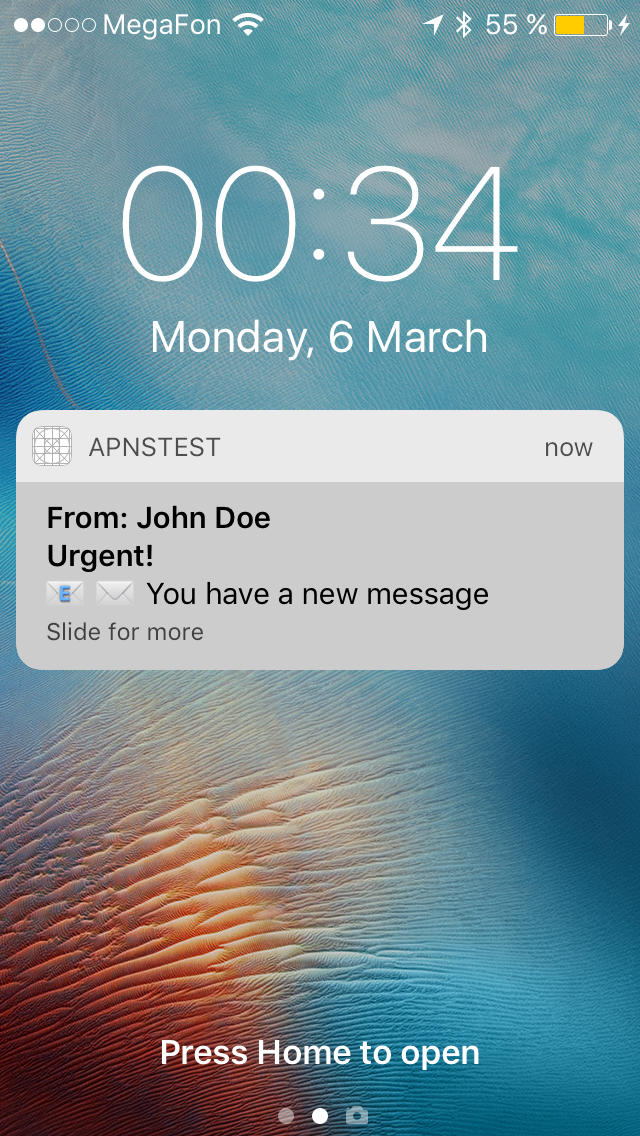 MegaFon 55 %
00:34
Monday, 6 March
APNSTEST now
From: John Doe
Urgent!
📧 ✉️ You have a new message
Slide for more
Press Home to open